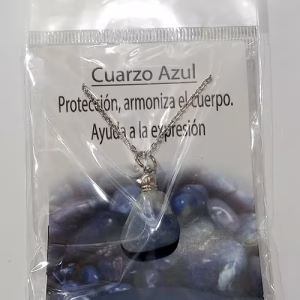 Cuarzo Azul
Protección, armoniza el cuerpo.
Ayuda a la expresión